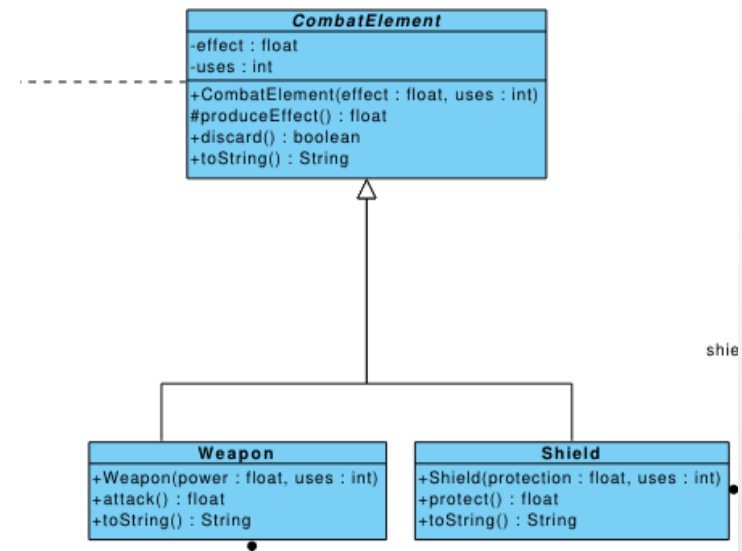 CombatElement
-effect : float
-uses : int
+CombatElement(effect : float, uses : int)
#produceEffect() : float
+discard() : boolean
+toString() : String
shie
Weapon
+Weapon(power : float, uses : int)
+attack() : float
+toString() : String
Shield
+Shield(protection : float, uses : int)
+protect() : float
+toString() : String